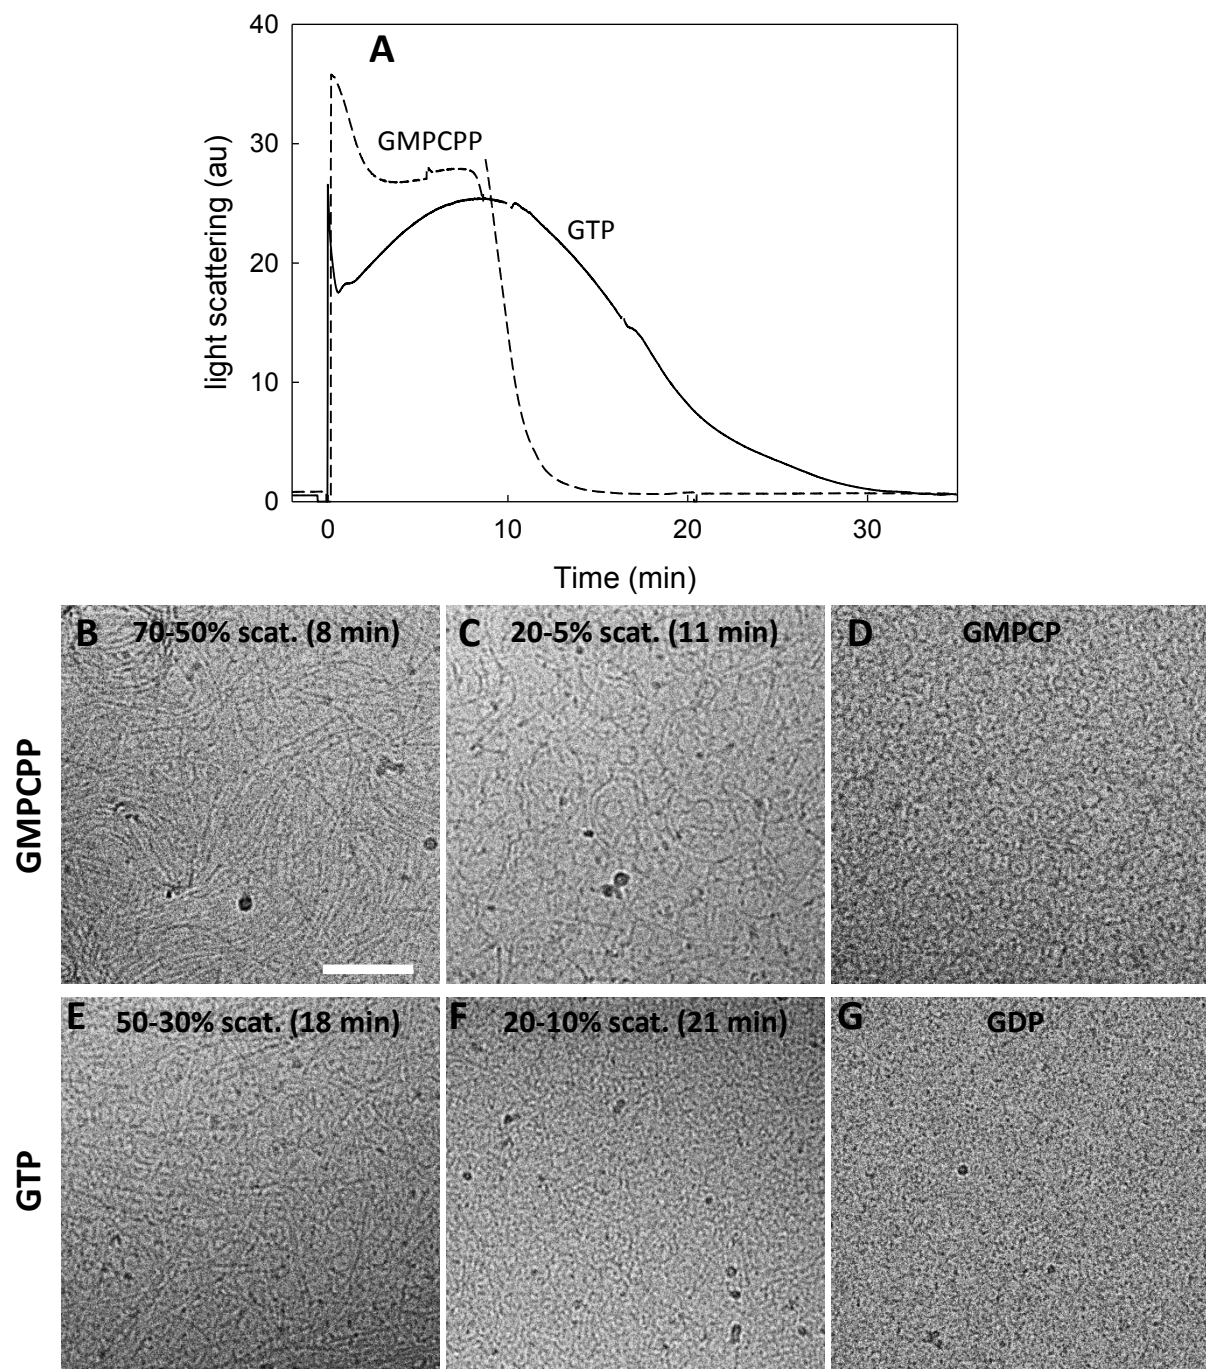 A
40
30
20
10
0
light scattering (au)
GMPCPP
GTP
0 10 20 30
Time (min)
B 70-50% scat. (8 min)
C 20-5% scat. (11 min)
D GMPCP
GMPCPP
E 50-30% scat. (18 min)
F 20-10% scat. (21 min)
G GDP
GTP